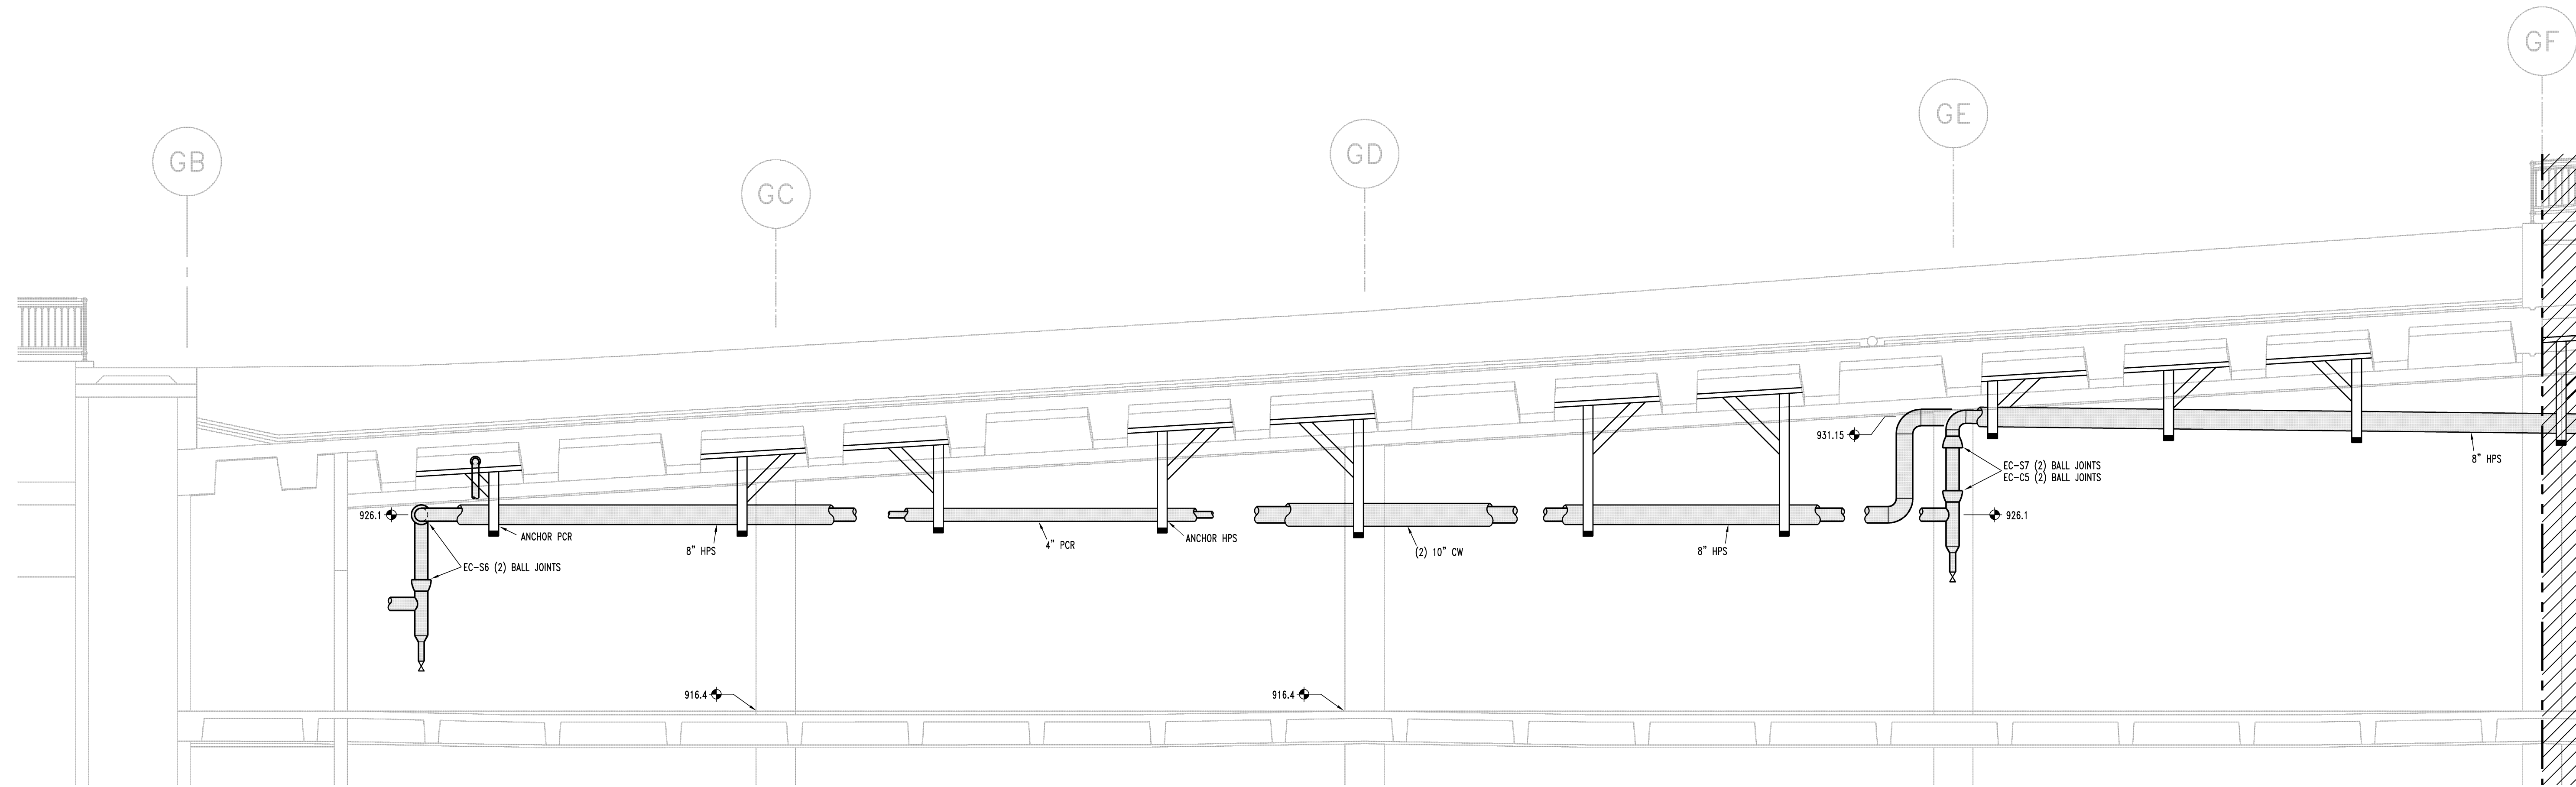 GF
GE
GD
GB
GC
931.15
8" HPS
EC-S7 (2) BALL JOINTS
EC-C5 (2) BALL JOINTS
926.1
926.1
ANCHOR PCR
8" HPS
4" PCR
ANCHOR HPS
(2) 10" CW
8" HPS
EC-S6 (2) BALL JOINTS
916.4
916.4